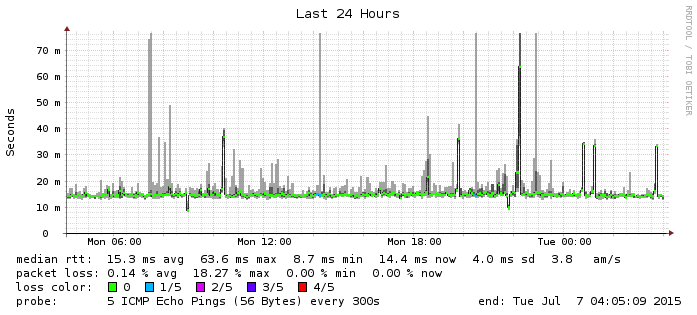 Last 24 Hours
RRDTOOL / TOBI OETIKER
Seconds
70 m
60 m
50 m
40 m
30 m
20 m
10 m
0
Mon 06:00 Mon 12:00 Mon 18:00 Tue 00:00
median rtt: 15.3 ms avg 63.6 ms max 8.7 ms min 14.4 ms now 4.0 ms sd 3.8 am/s
packet loss: 0.14 % avg 18.27 % max 0.00 % min 0.00 % now
loss color: 0 1/5 2/5 3/5 4/5
probe: 5 ICMP Echo Pings (56 Bytes) every 300s end: Tue Jul 7 04:05:09 2015